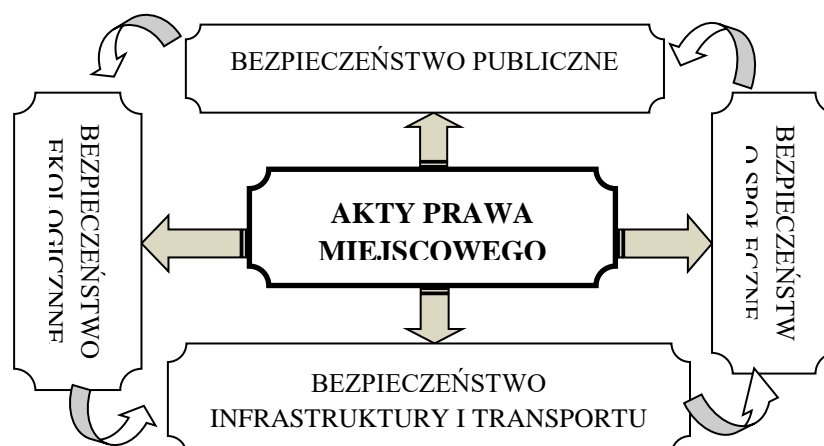 BEZPIECZEŃSTWO PUBLICZNE
BEZPIECZEŃSTWO
EKOLOGICZNE
AKTY PRAWA
MIEJSCOWEGO
BEZPIECZEŃSTW
O SPOŁECZNE
BEZPIECZEŃSTWO
INFRASTRUKTURY I TRANSPORTU